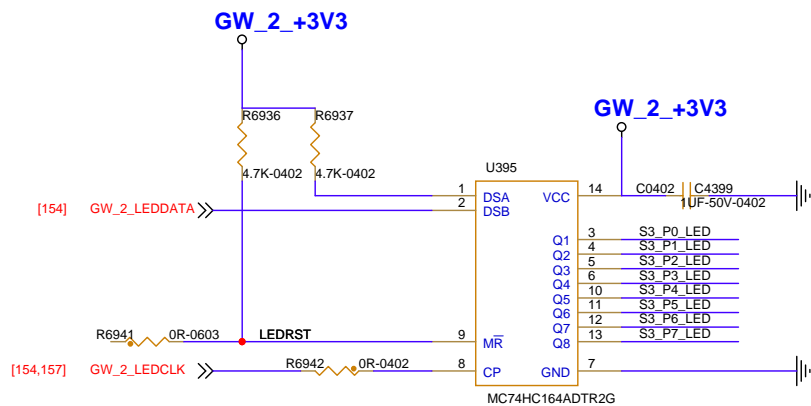 GW_2_+3V3
R6936 R6937
GW_2_+3V3
4.7K-0402 4.7K-0402
U395
1 DSA VCC 14 C0402 C4399
1UF-50V-0402
[154] GW_2_LEDDATA 2 DSB
Q1 3 S3_P0_LED
Q2 4 S3_P1_LED
Q3 5 S3_P2_LED
Q4 6 S3_P3_LED
Q5 10 S3_P4_LED
Q6 11 S3_P5_LED
Q7 12 S3_P6_LED
Q8 13 S3_P7_LED
R6941 0R-0603 LEDRST 9 MR
[154,157] GW_2_LEDCLK R6942 0R-0402 8 CP GND 7
MC74HC164ADTR2G